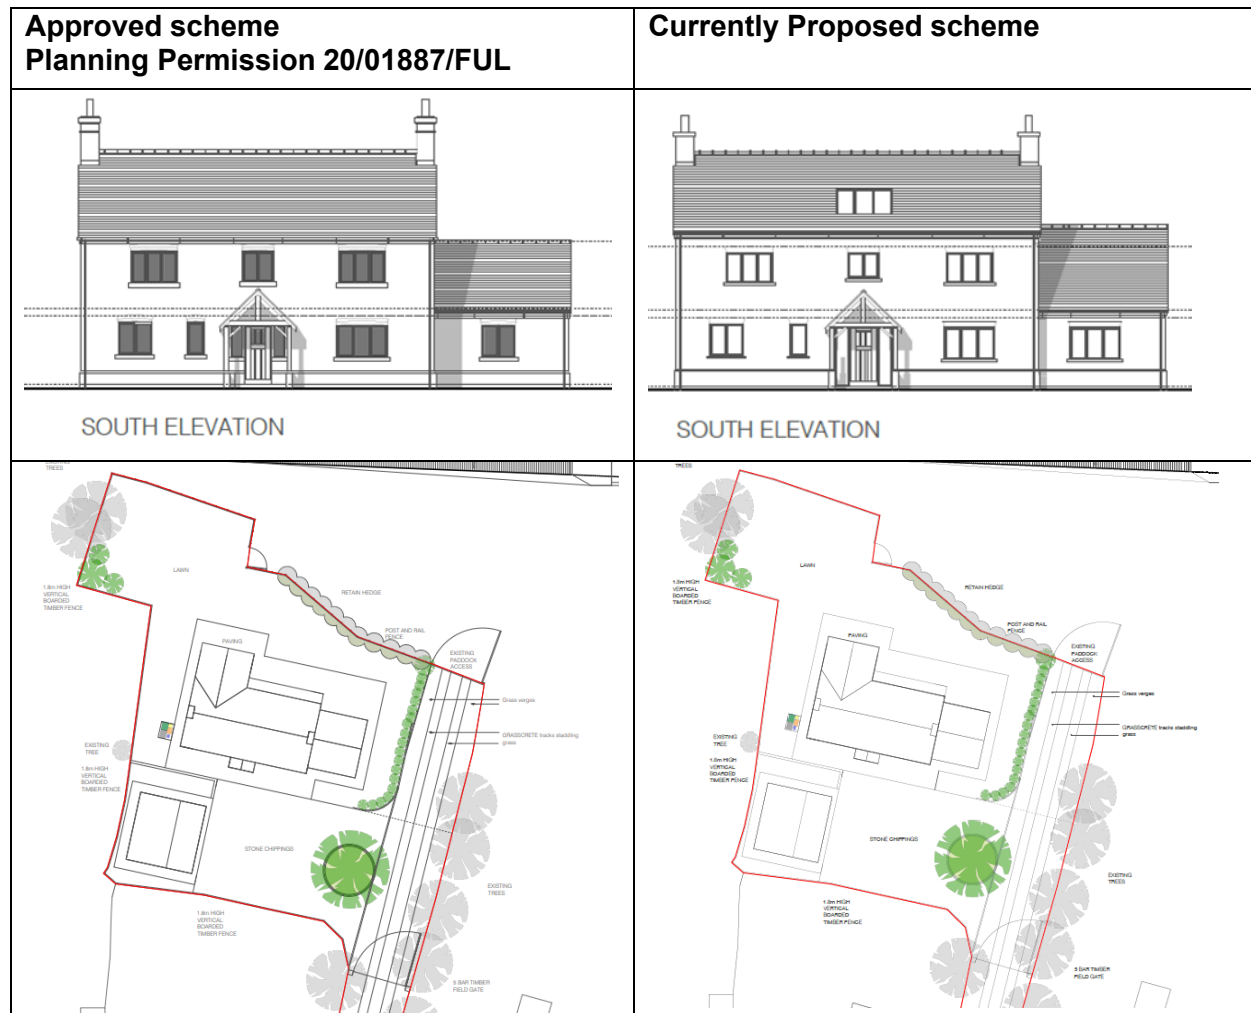 Approved scheme
Planning Permission 20/01887/FUL
Currently Proposed scheme
SOUTH ELEVATION
SOUTH ELEVATION
EXISTING
TREES
LAWN
1.8m HIGH
VERTICAL
BOARDED
TIMBER FENCE
RETAIN HEDGE
POST AND RAIL
FENCE
PAVING
EXISTING
PADDOCK
ACCESS
Grass verges
GRASSCRETE tracks stadding
grass
EXISTING
TREE
1.8m HIGH
VERTICAL
BOARDED
TIMBER FENCE
STONE CHIPPINGS
EXISTING
TREES
1.8m HIGH
VERTICAL
BOARDED
TIMBER FENCE
5 BAR TIMBER
FIELD GATE
TREES
LAWN
1.8m HIGH
VERTICAL
BOARDED
TIMBER FENCE
RETAIN HEDGE
POST AND RAIL
FENCE
PAVING
EXISTING
PADDOCK
ACCESS
Grass verges
GRASSCRETE tracks stadding
grass
EXISTING
TREE
1.8m HIGH
VERTICAL
BOARDED
TIMBER FENCE
STONE CHIPPINGS
EXISTING
TREES
1.8m HIGH
VERTICAL
BOARDED
TIMBER FENCE
5 BAR TIMBER
FIELD GATE